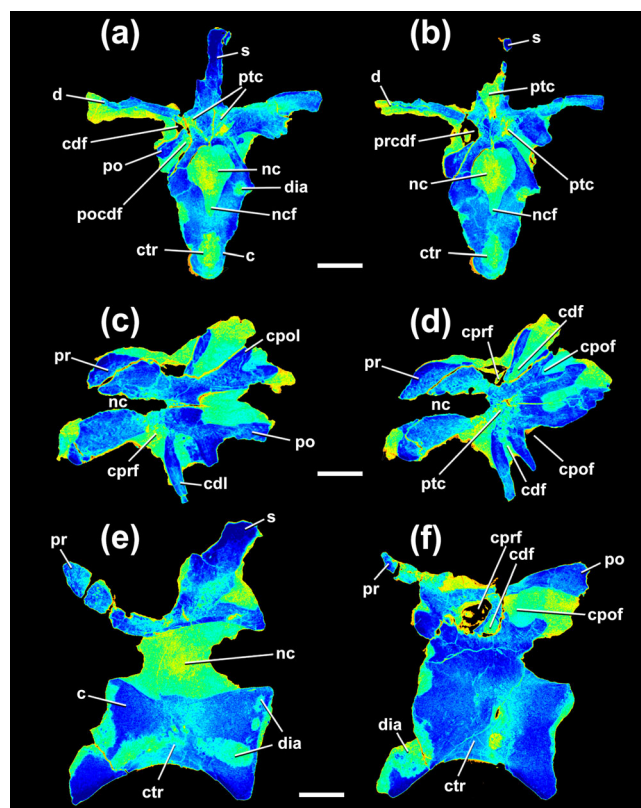 (a)
(b)
s
s
ptc
d
d
ptc
cdf
prcdf
po
nc
nc
dia
ptc
pocdf
ncf
ncf
ctr
c
ctr
(c)
(d)
cdf
cprf
cpol
cpof
pr
pr
nc
nc
po
cprf
ptc
cpof
cdl
cdf
(e)
s
(f)
cprf
pr
cdf
po
pr
cpof
nc
c
dia
dia
ctr
ctr